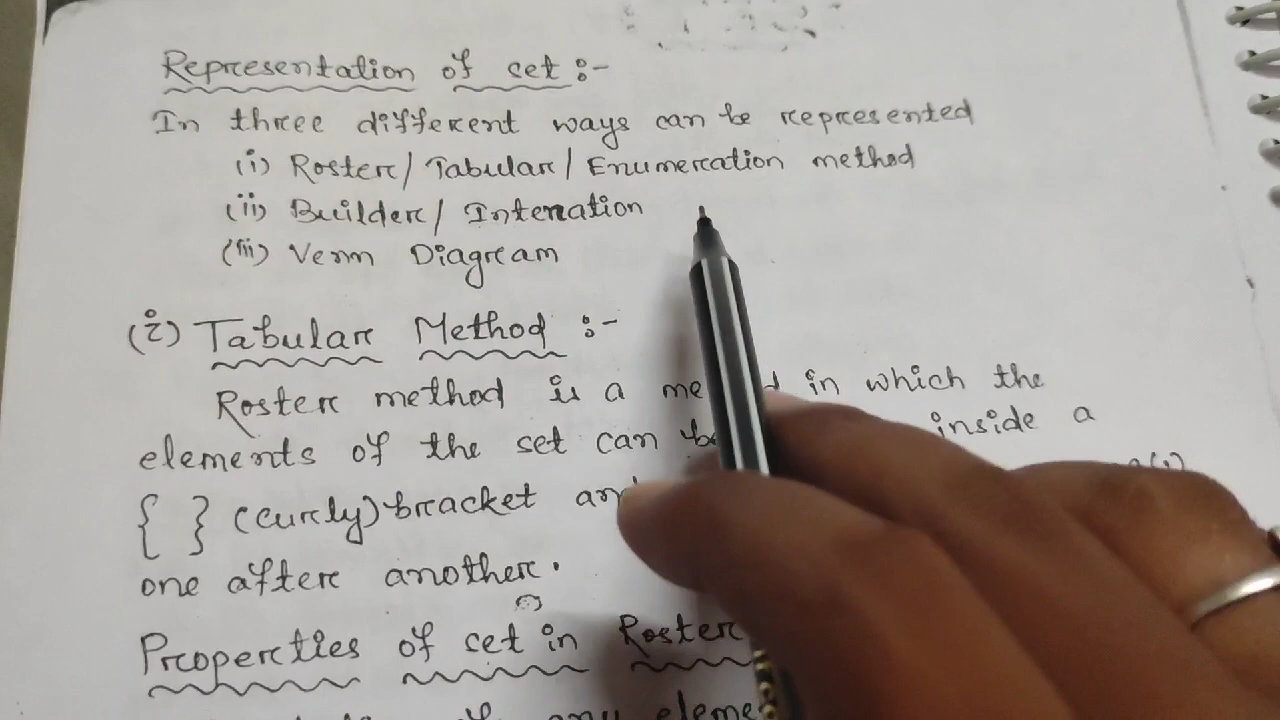 Representation of set :-
In three different ways can be represented
(i) Roster/ Tabular/ Enumeration method
(ii) Builder/ Intenation
(iii) Venn Diagram
(i) Tabular Method :-
Roster method is a in which the
elements of the set can inside a
{ } (curly) bracket
one after another.
Properties of set in Roster
any